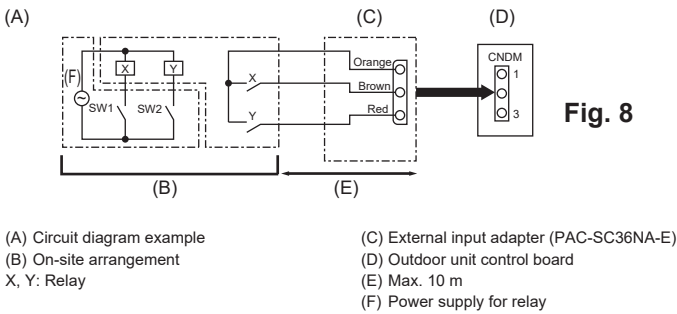 (A)
(C)
(D)
(F)
X
Y
SW1
SW2
X
Y
Orange
Brown
Red
CNDM
1
3
Fig. 8
(B)
(E)
(A) Circuit diagram example
(B) On-site arrangement
X, Y: Relay
(C) External input adapter (PAC-SC36NA-E)
(D) Outdoor unit control board
(E) Max. 10 m
(F) Power supply for relay